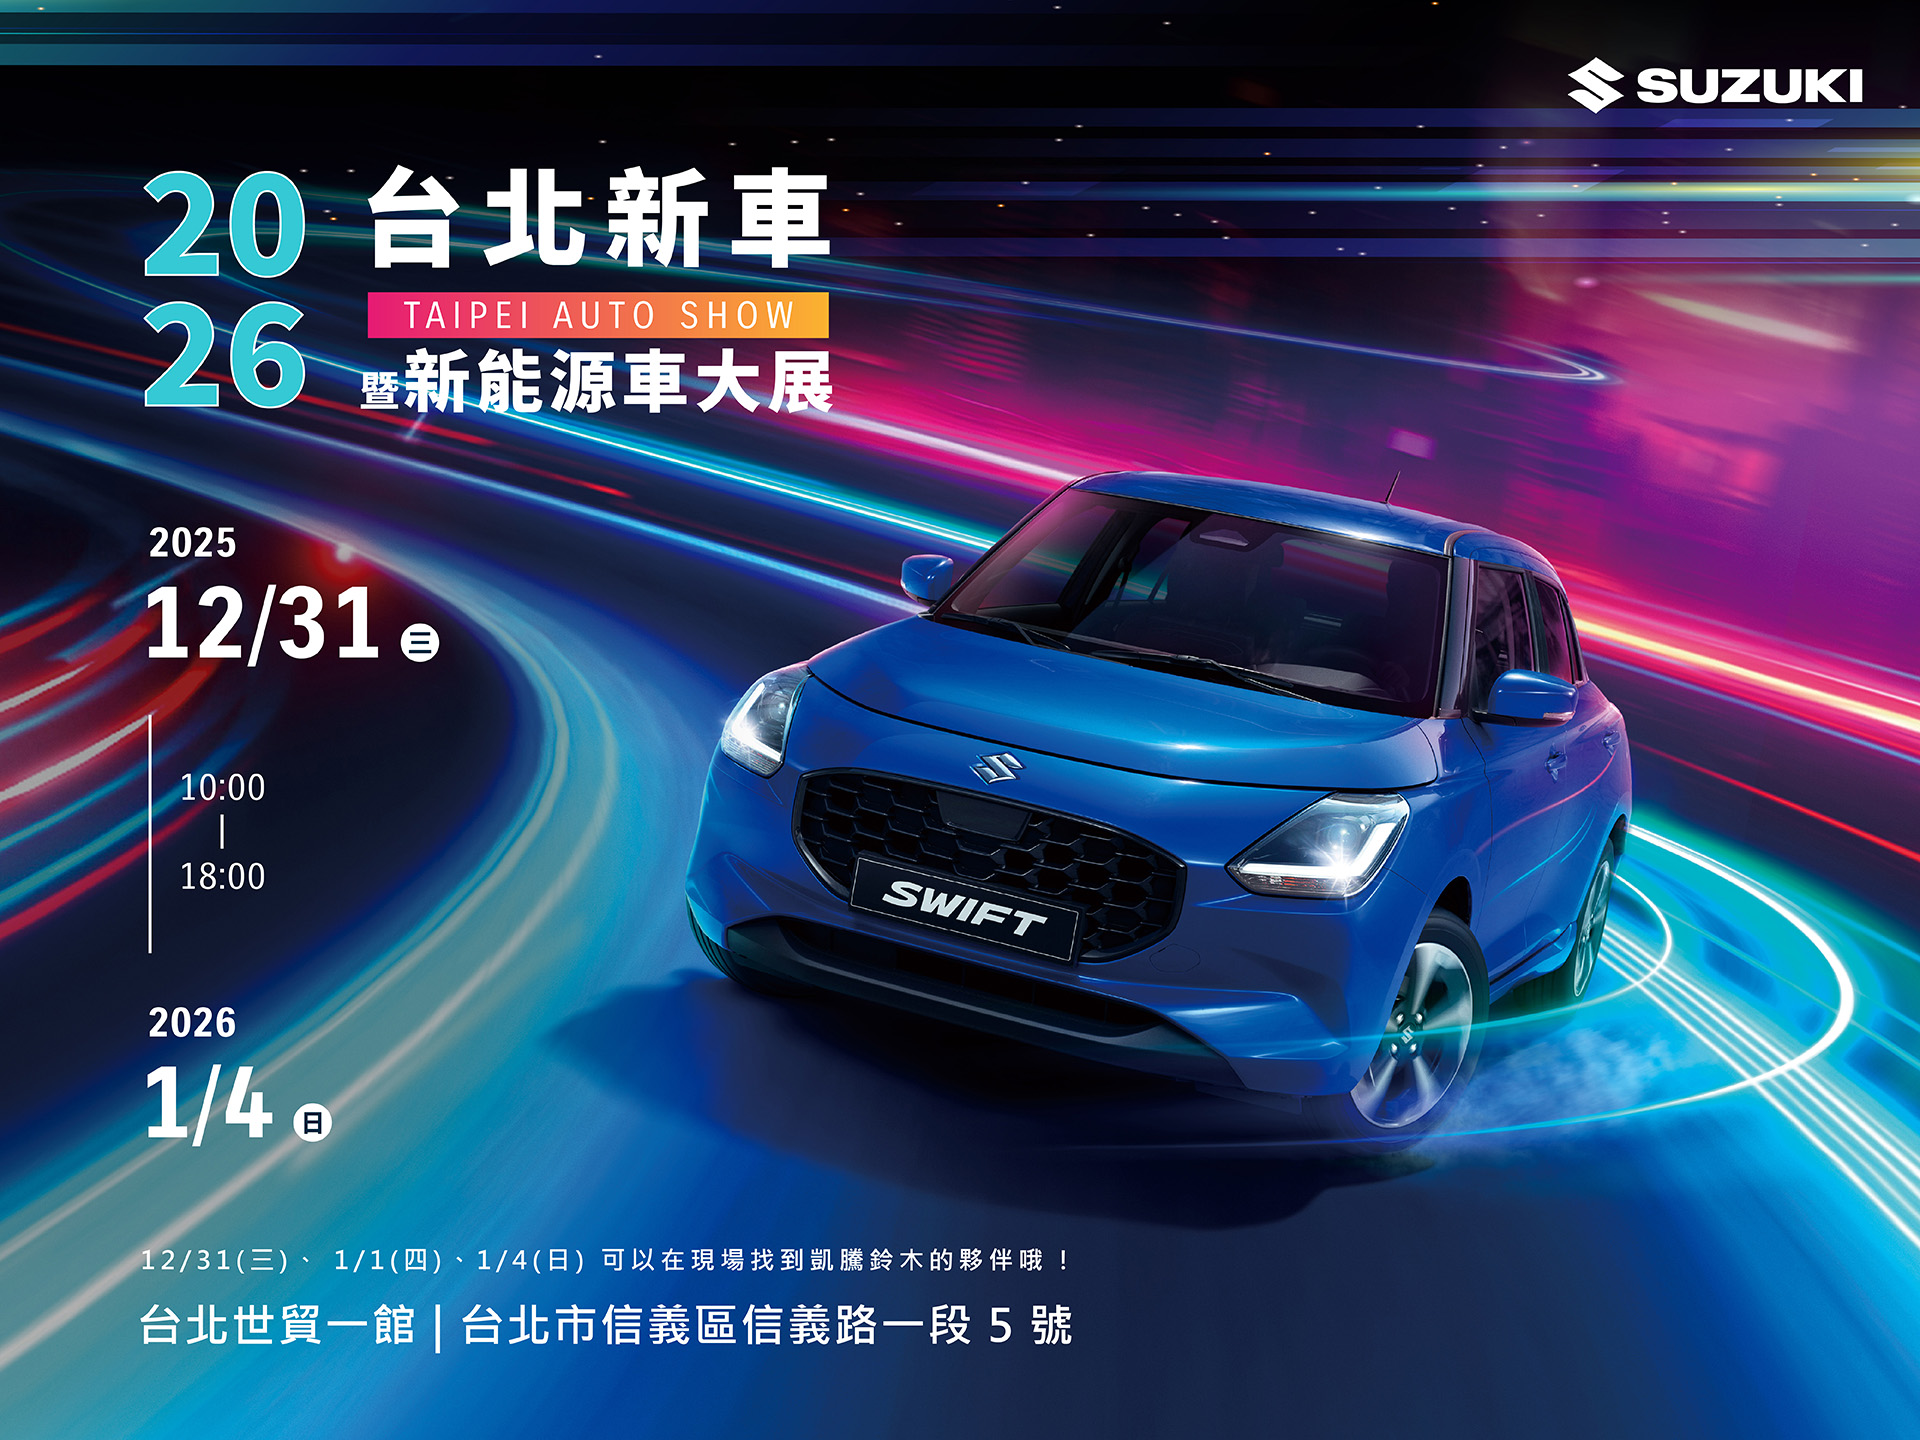 SUZUKI
20
26
台北新車
TAIPEI AUTO SHOW
暨新能源車大展
2025
12/31 三
10:00
|
18:00
2026
1/4 日
SWIFT
12/31(三)、 1/1(四)、1/4(日) 可以在現場找到凱騰鈴木的夥伴哦！
台北世貿一館 | 台北市信義區信義路一段 5 號